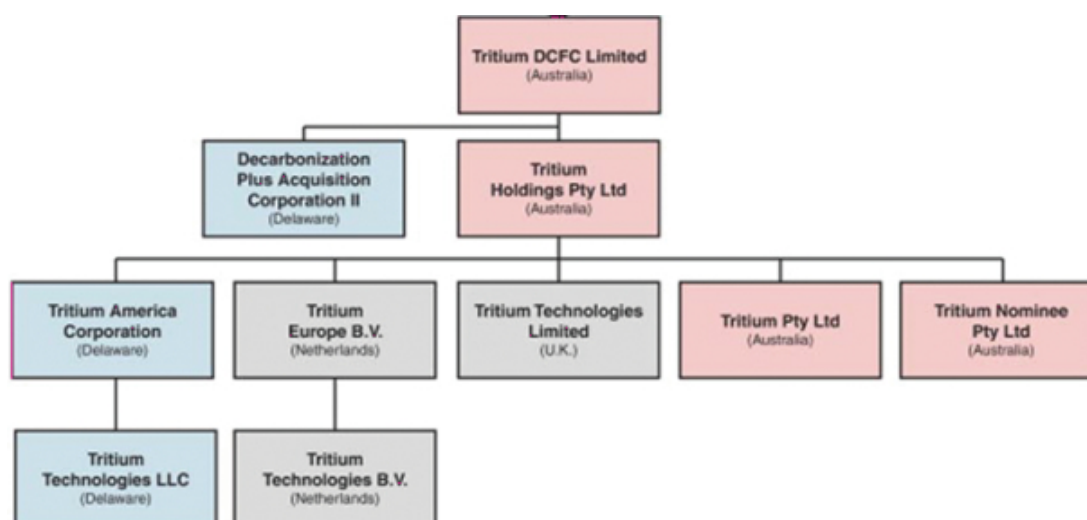 Tritium DCFC Limited
(Australia)
Decarbonization
Plus Acquisition
Corporation II
(Delaware)
Tritium
Holdings Pty Ltd
(Australia)
Tritium America
Corporation
(Delaware)
Tritium
Europe B.V.
(Netherlands)
Tritium Technologies
Limited
(U.K.)
Tritium Pty Ltd
(Australia)
Tritium Nominee
Pty Ltd
(Australia)
Tritium
Technologies LLC
(Delaware)
Tritium
Technologies B.V.
(Netherlands)